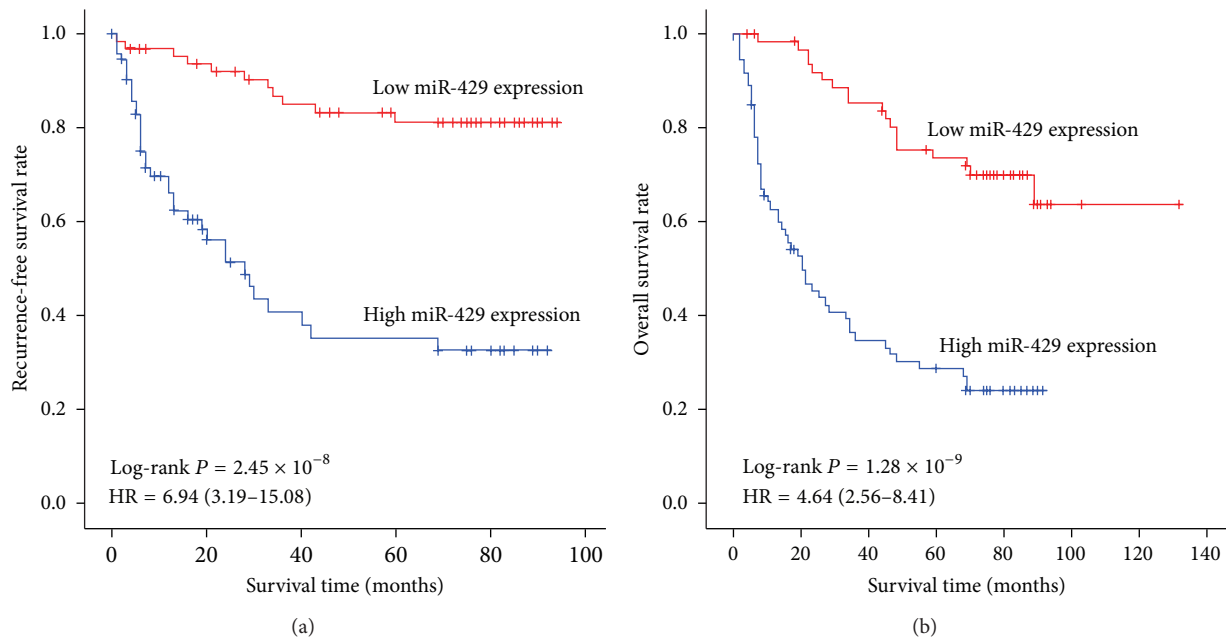 1.0
0.8
0.6
0.4
0.2
0.0
Recurrence-free survival rate
Low miR-429 expression
High miR-429 expression
Log-rank P = 2.45 × 10⁻⁸
HR = 6.94 (3.19–15.08)
0 20 40 60 80 100
Survival time (months)
(a)
1.0
0.8
0.6
0.4
0.2
0.0
Overall survival rate
Low miR-429 expression
High miR-429 expression
Log-rank P = 1.28 × 10⁻⁹
HR = 4.64 (2.56–8.41)
0 20 40 60 80 100 120 140
Survival time (months)
(b)